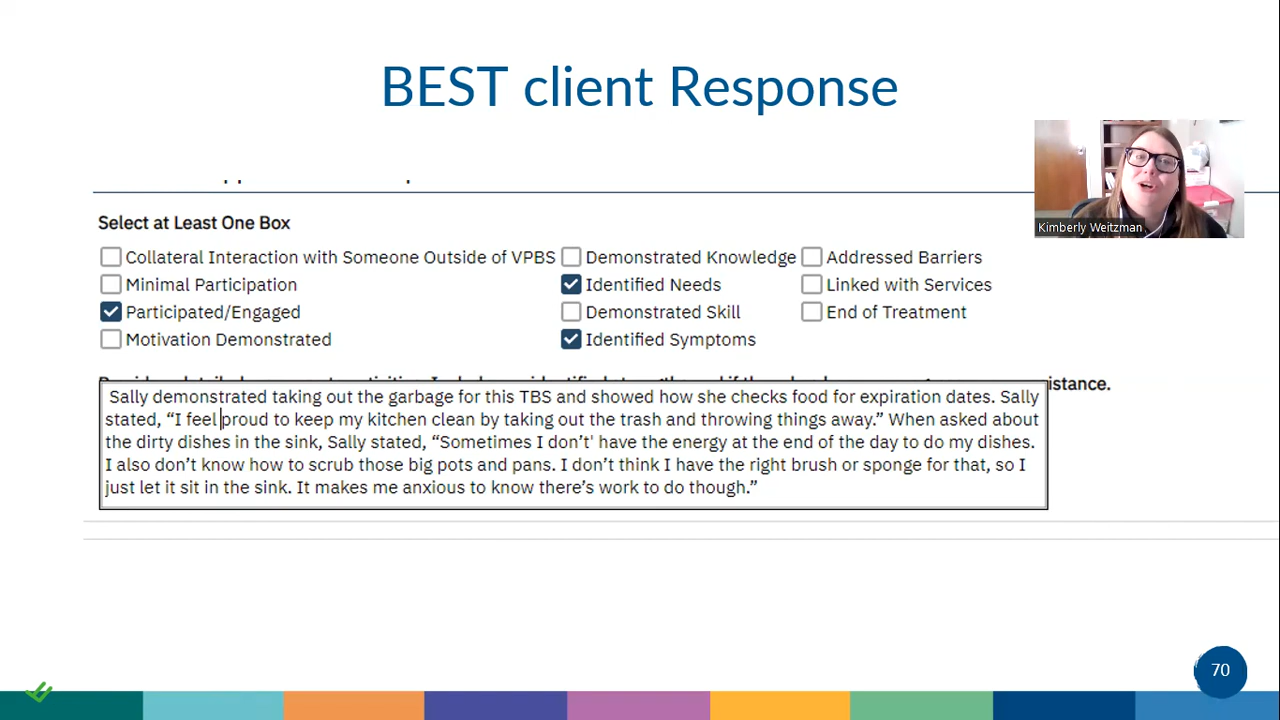 BEST client Response
Kimberly Weitzman
Select at Least One Box
Collateral Interaction with Someone Outside of VPBS Demonstrated Knowledge Addressed Barriers
Minimal Participation Identified Needs Linked with Services
Participated/Engaged Demonstrated Skill End of Treatment
Motivation Demonstrated Identified Symptoms
istance.
Sally demonstrated taking out the garbage for this TBS and showed how she checks food for expiration dates. Sally
stated, “I feel proud to keep my kitchen clean by taking out the trash and throwing things away.” When asked about
the dirty dishes in the sink, Sally stated, “Sometimes I don’t' have the energy at the end of the day to do my dishes.
I also don’t know how to scrub those big pots and pans. I don’t think I have the right brush or sponge for that, so I
just let it sit in the sink. It makes me anxious to know there’s work to do though.”
70